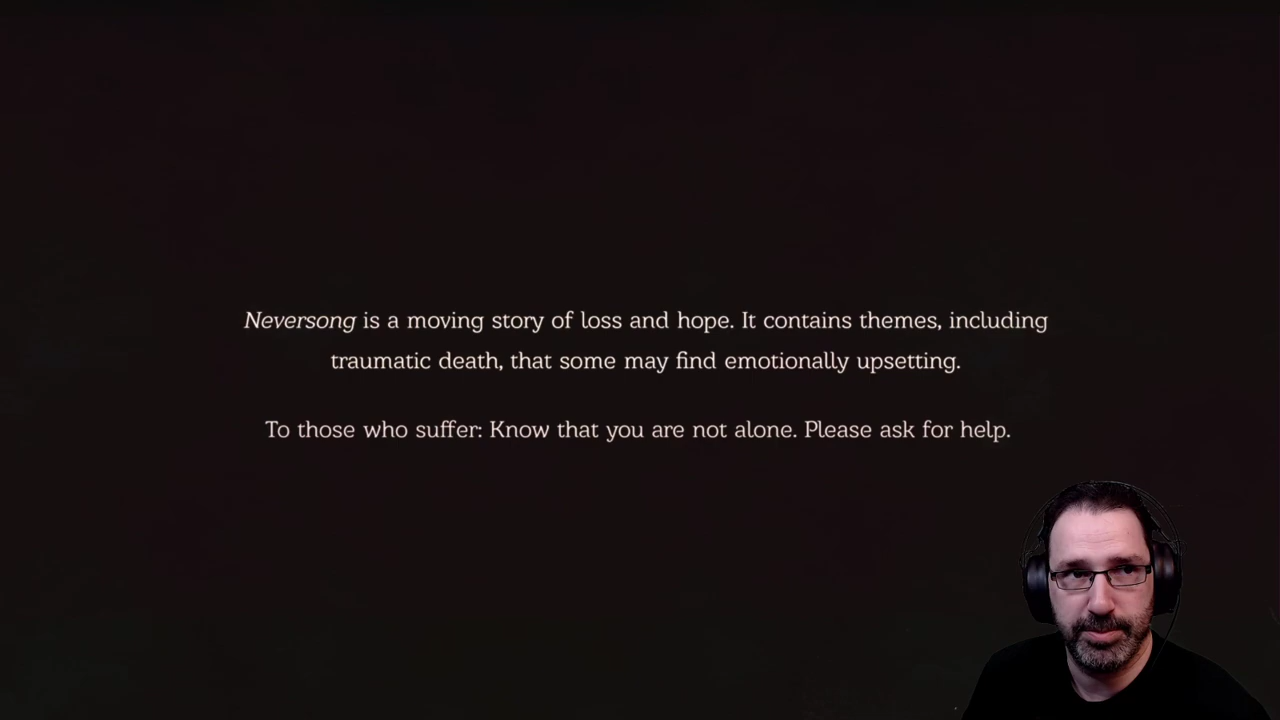 Neversong is a moving story of loss and hope. It contains themes, including
traumatic death, that some may find emotionally upsetting.
To those who suffer: Know that you are not alone. Please ask for help.